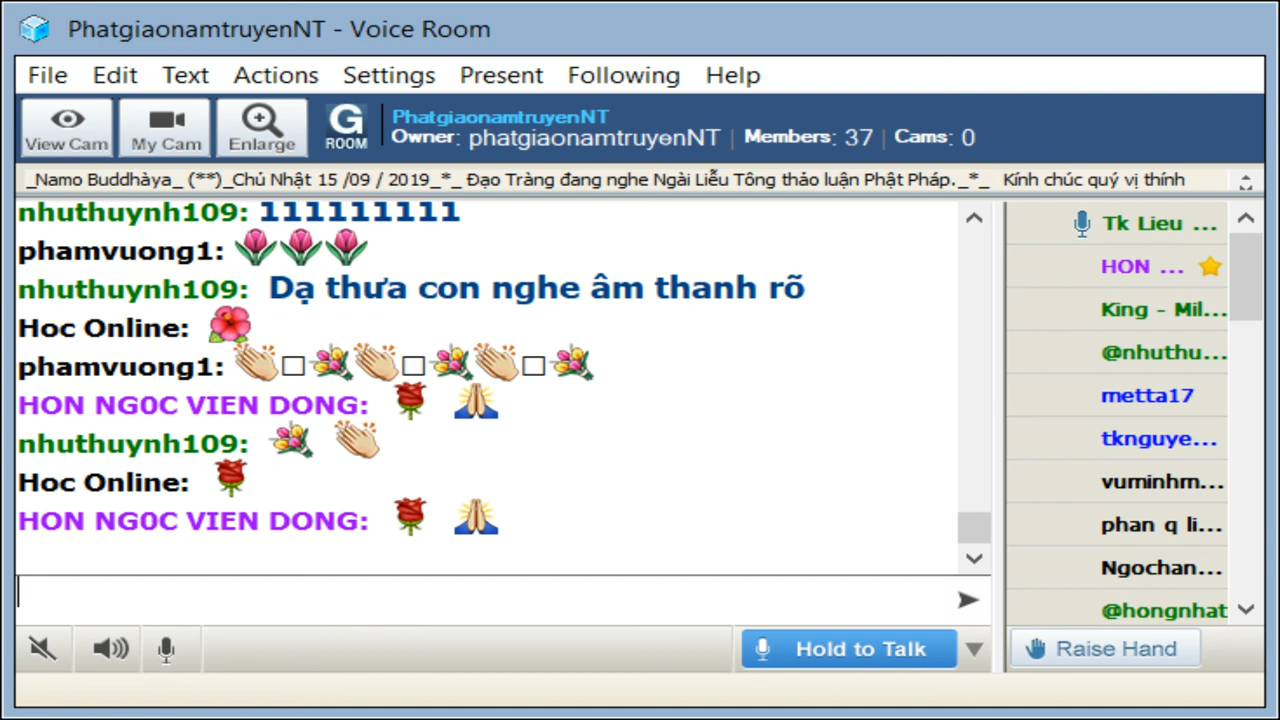 PhatgiaonamtruyenNT - Voice Room
File Edit Text Actions Settings Present Following Help
View Cam My Cam Enlarge G ROOM
PhatgiaonamtruyenNT
Owner: phatgiaonamtruyenNT | Members: 37 | Cams: 0
_Namo Buddhàya_ (**)_Chủ Nhật 15 /09 / 2019_*_ Đạo Tràng đang nghe Ngài Liễu Tông thảo luận Phật Pháp._*_ Kính chúc quý vị thính
nhuthuynh109: 1111111111
phamvuong1:
nhuthuynh109: Dạ thưa con nghe âm thanh rõ
Hoc Online:
phamvuong1:
HON NG0C VIEN DONG:
nhuthuynh109:
Hoc Online:
HON NG0C VIEN DONG:
Tk Lieu ...
HON ...
King - Mil...
@nhuthu...
metta17
tknguye...
vuminhm...
phan q li...
Ngochan...
@hongnhat
Hold to Talk
Raise Hand